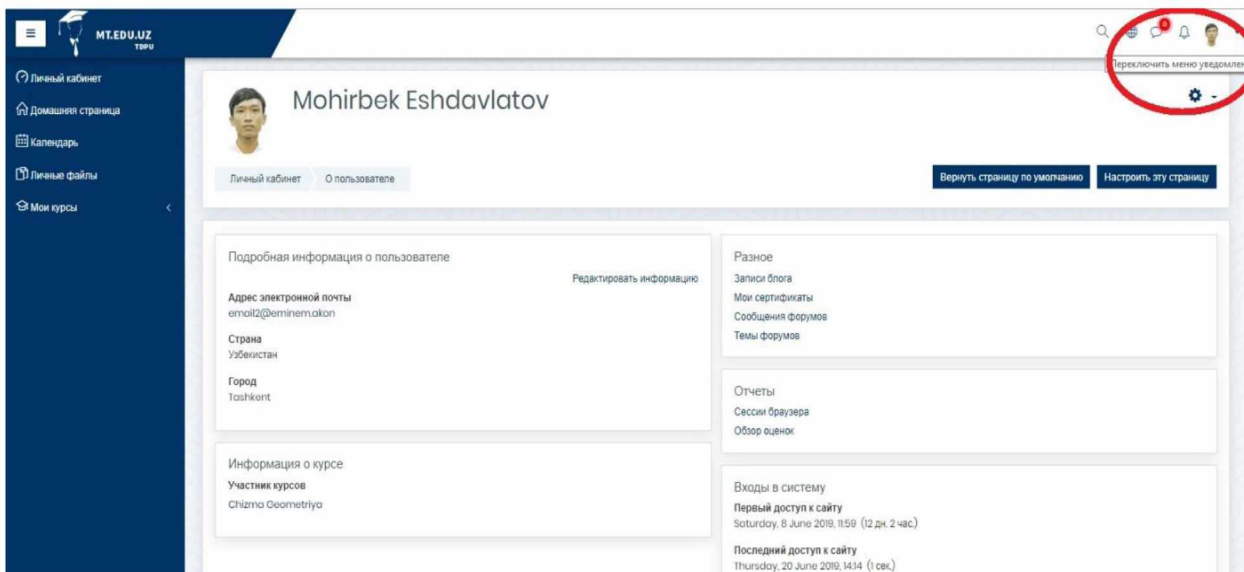 MT.EDU.UZ
TDPU
0
Переключить меню уведомлен
Личный кабинет
Домашняя страница
Календарь
Личные файлы
Мои курсы
Mohirbek Eshdavlatov
Личный кабинет
О пользователе
Вернуть страницу по умолчанию
Настроить эту страницу
Подробная информация о пользователе
Редактировать информацию
Адрес электронной почты
email2@eminem.akon
Страна
Узбекистан
Город
Tashkent
Информация о курсе
Участник курсов
Chizma Geometriya
Разное
Записи блога
Мои сертификаты
Сообщения форумов
Темы форумов
Отчеты
Сессии браузера
Обзор оценок
Входы в систему
Первый доступ к сайту
Saturday, 8 June 2019, 11:59 (12 дн. 2 час.)
Последний доступ к сайту
Thursday, 20 June 2019, 14:14 (1 сек.)